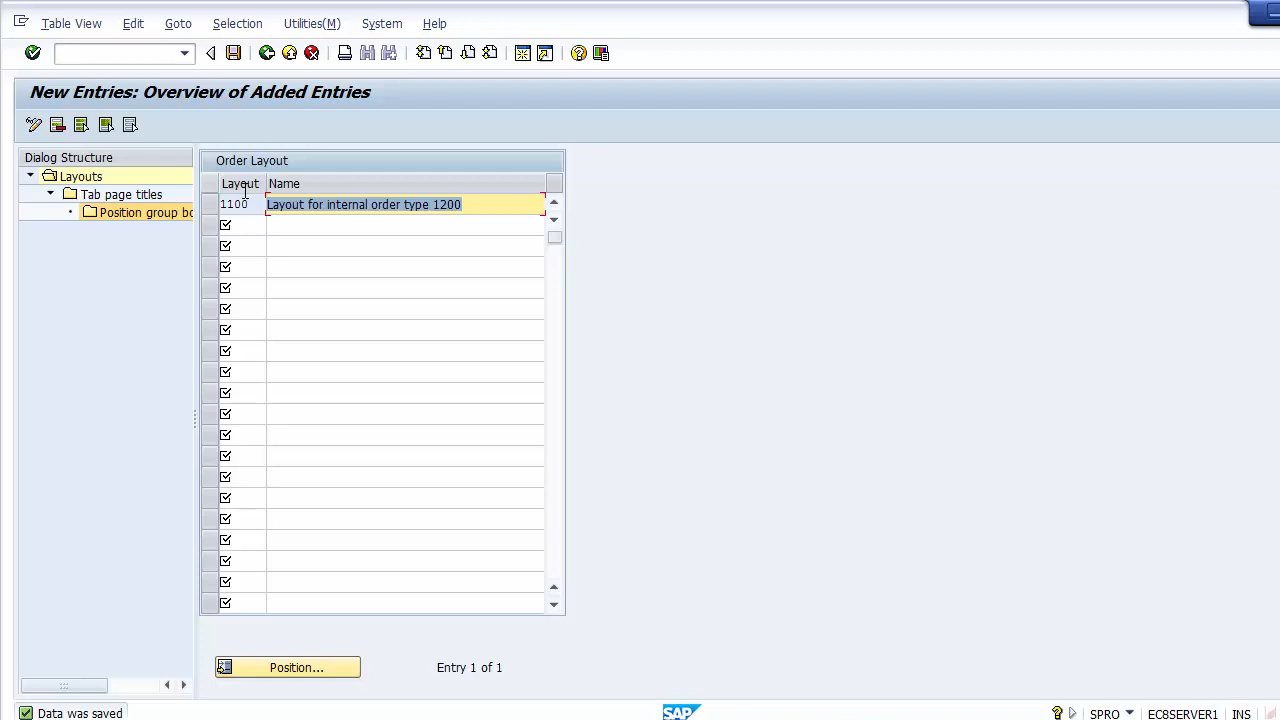 Table View Edit Goto Selection Utilities(M) System Help
New Entries: Overview of Added Entries
Dialog Structure
Layouts
Tab page titles
Position group bo
Order Layout
Layout Name
1100 Layout for internal order type 1200
Position... Entry 1 of 1
Data was saved
SAP
SPRO EC8SERVER1 INS